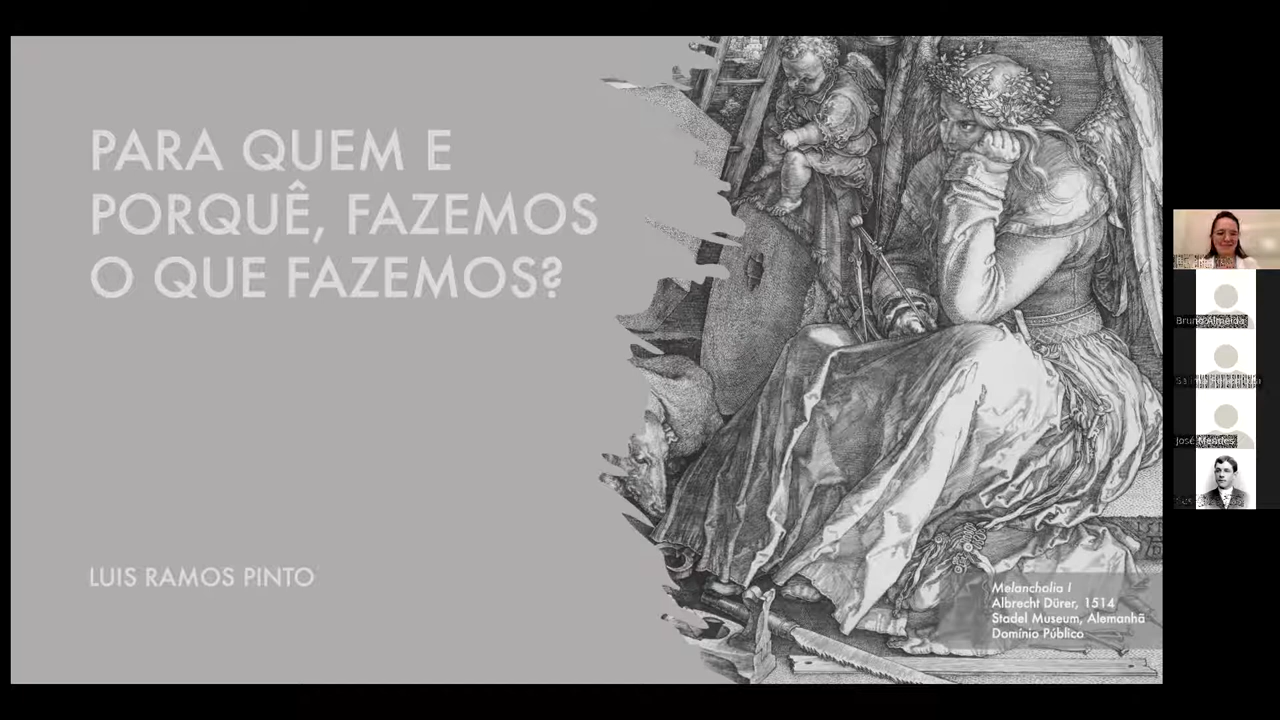 PARA QUEM E
PORQUÊ, FAZEMOS
O QUE FAZEMOS?
LUIS RAMOS PINTO
Melancholia I
Albrecht Dürer, 1514
Stadel Museum, Alemanhã
Domínio Público
Bruno Almeida
José Mendes